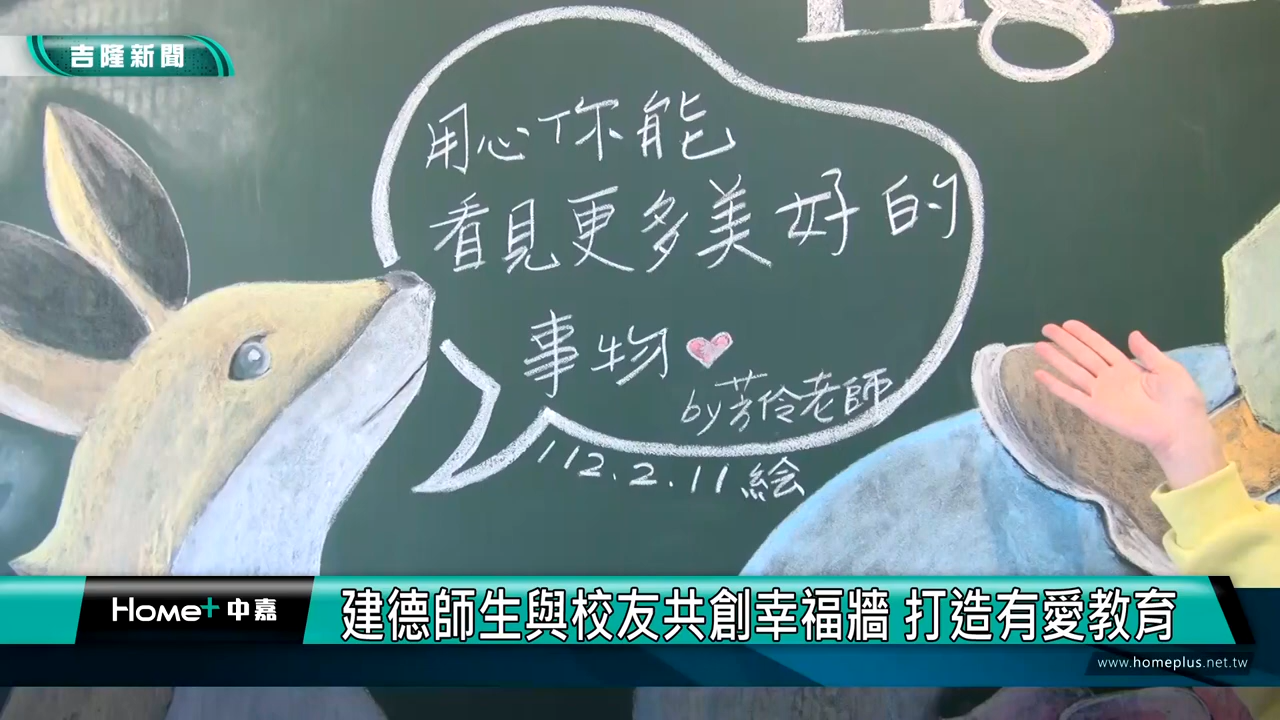 吉隆新聞
用心你能
看見更多美好的
事物
by芳伶老師
112.2.11絵
Home+中嘉
建德師生與校友共創幸福牆 打造有愛教育
www.homeplus.net.tw